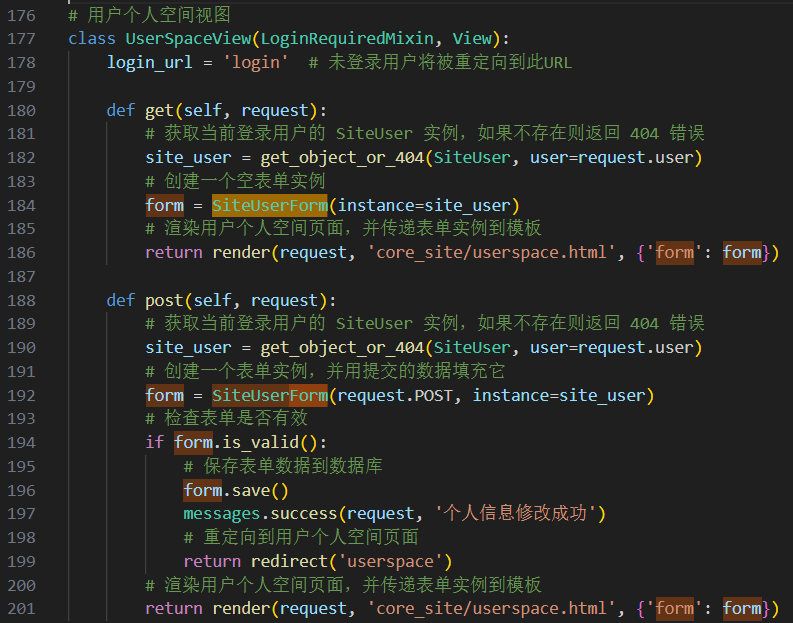 176 # 用户个人空间视图
177 class UserSpaceView(LoginRequiredMixin, View):
178     login_url = 'login'  # 未登录用户将被重定向到此URL
179
180     def get(self, request):
181         # 获取当前登录用户的 SiteUser 实例，如果不存在则返回 404 错误
182         site_user = get_object_or_404(SiteUser, user=request.user)
183         # 创建一个空表单实例
184         form = SiteUserForm(instance=site_user)
185         # 渲染用户个人空间页面，并传递表单实例到模板
186         return render(request, 'core_site/userspace.html', {'form': form})
187
188     def post(self, request):
189         # 获取当前登录用户的 SiteUser 实例，如果不存在则返回 404 错误
190         site_user = get_object_or_404(SiteUser, user=request.user)
191         # 创建一个表单实例，并用提交的数据填充它
192         form = SiteUserForm(request.POST, instance=site_user)
193         # 检查表单是否有效
194         if form.is_valid():
195             # 保存表单数据到数据库
196             form.save()
197             messages.success(request, '个人信息修改成功')
198             # 重定向到用户个人空间页面
199             return redirect('userspace')
200         # 渲染用户个人空间页面，并传递表单实例到模板
201         return render(request, 'core_site/userspace.html', {'form': form})